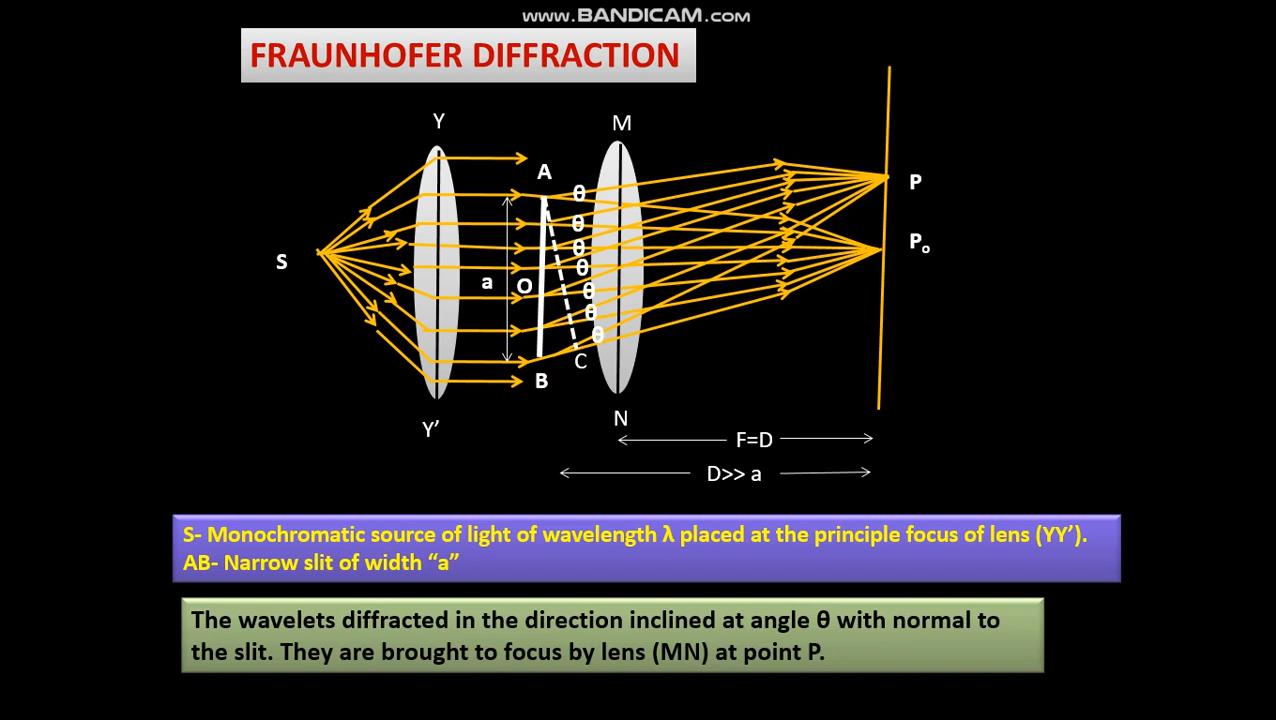 www.BANDICAM.com
FRAUNHOFER DIFFRACTION
Y
M
A
θ
P
θ
P₀
θ
S
θ
a
O
θ
θ
θ
C
B
N
Y’
F=D
D>> a
S- Monochromatic source of light of wavelength λ placed at the principle focus of lens (YY’).
AB- Narrow slit of width “a”
The wavelets diffracted in the direction inclined at angle θ with normal to
the slit. They are brought to focus by lens (MN) at point P.